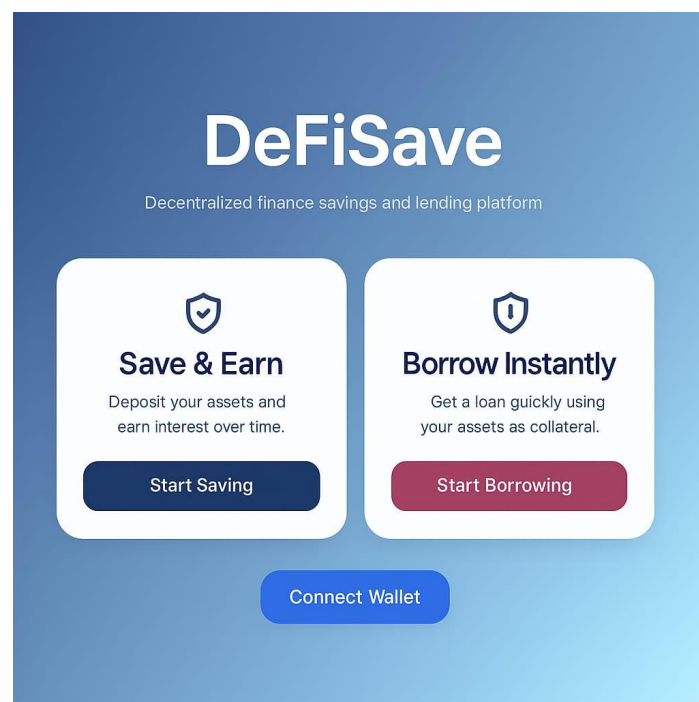 DeFiSave
Decentralized finance savings and lending platform
Save & Earn
Deposit your assets and
earn interest over time.
Start Saving
Borrow Instantly
Get a loan guickly using
your assets as collateral.
Start Borrowing
Connect Wallet